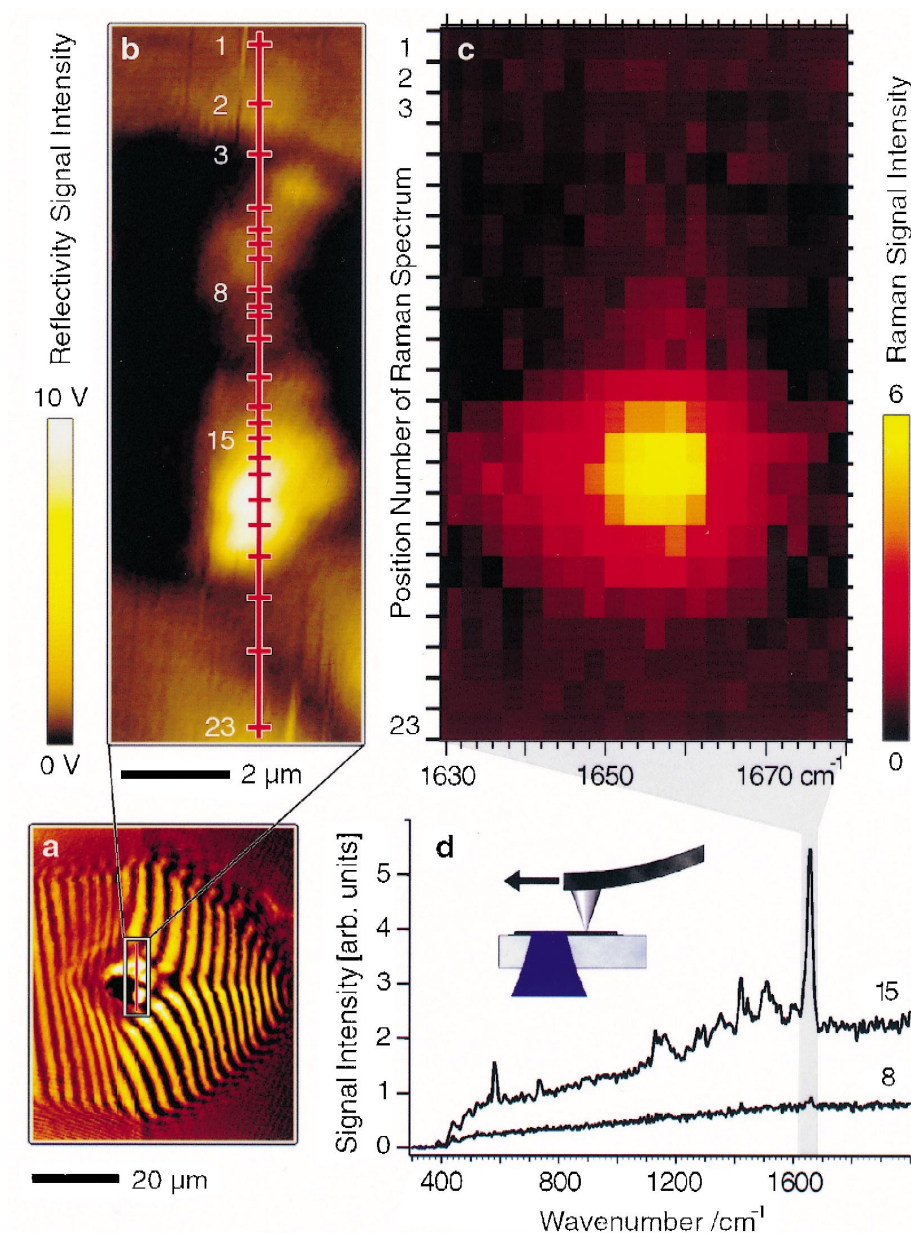 Reflectivity Signal Intensity
10 V
0 V
b
1
2
3
8
15
23
2 µm
Position Number of Raman Spectrum
c
1
2
3
23
1630
1650
1670 cm⁻¹
Raman Signal Intensity
6
0
a
20 µm
d
Signal Intensity [arb. units]
5
4
3
2
1
0
15
8
400
800
1200
1600
Wavenumber /cm⁻¹